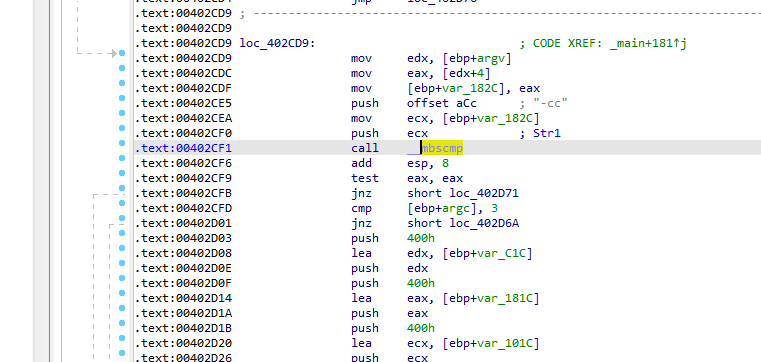 .text:00402CD9 ; ---------------------------------------------------------------------------
.text:00402CD9
.text:00402CD9 loc_402CD9: ; CODE XREF: _main+181↑j
.text:00402CD9 mov edx, [ebp+argv]
.text:00402CDC mov eax, [edx+4]
.text:00402CDF mov [ebp+var_182C], eax
.text:00402CE5 push offset aCc ; "-cc"
.text:00402CEA mov ecx, [ebp+var_182C]
.text:00402CF0 push ecx ; Str1
.text:00402CF1 call __mbscmp
.text:00402CF6 add esp, 8
.text:00402CF9 test eax, eax
.text:00402CFB jnz short loc_402D71
.text:00402CFD cmp [ebp+argc], 3
.text:00402D01 jnz short loc_402D6A
.text:00402D03 push 400h
.text:00402D08 lea edx, [ebp+var_C1C]
.text:00402D0E push edx
.text:00402D0F push 400h
.text:00402D14 lea eax, [ebp+var_181C]
.text:00402D1A push eax
.text:00402D1B push 400h
.text:00402D20 lea ecx, [ebp+var_101C]
.text:00402D26 push ecx